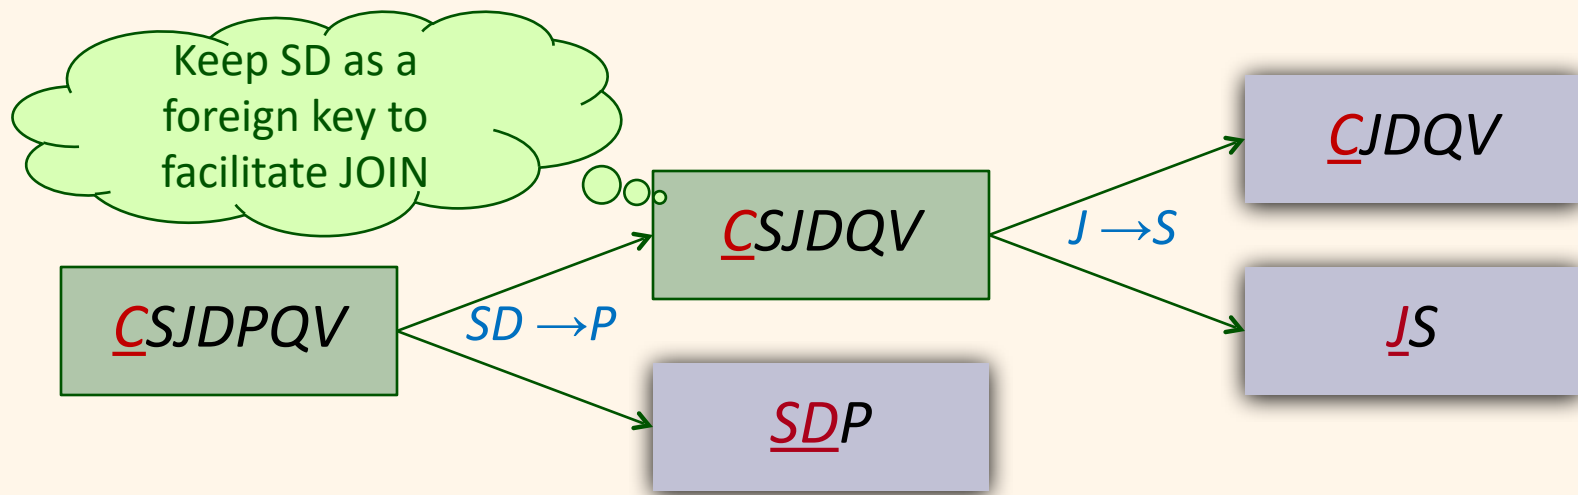 Keep SD as a
foreign key to
facilitate JOIN
CSJDPQV
SD → P
CSJDQV
SDP
J → S
CJDQV
JS